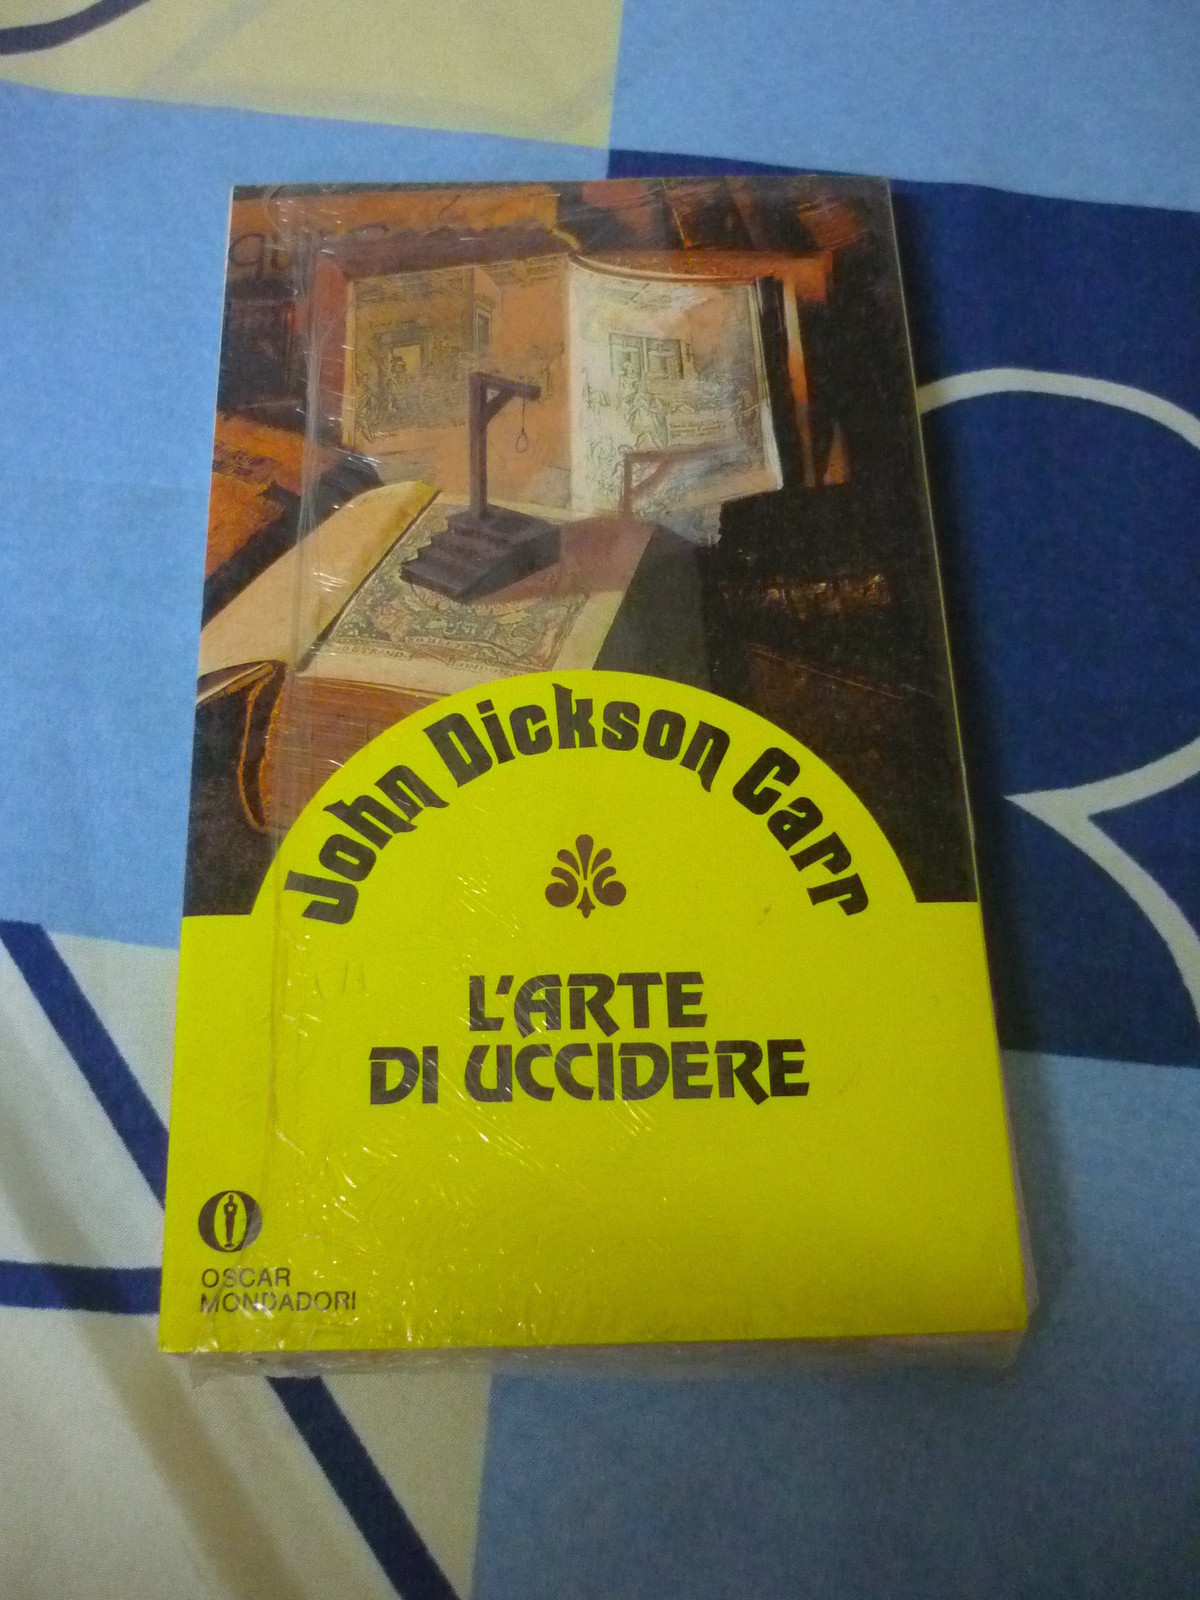 John Dickson Carr
L'ARTE
DI UCCIDERE
OSCAR
MONDADORI